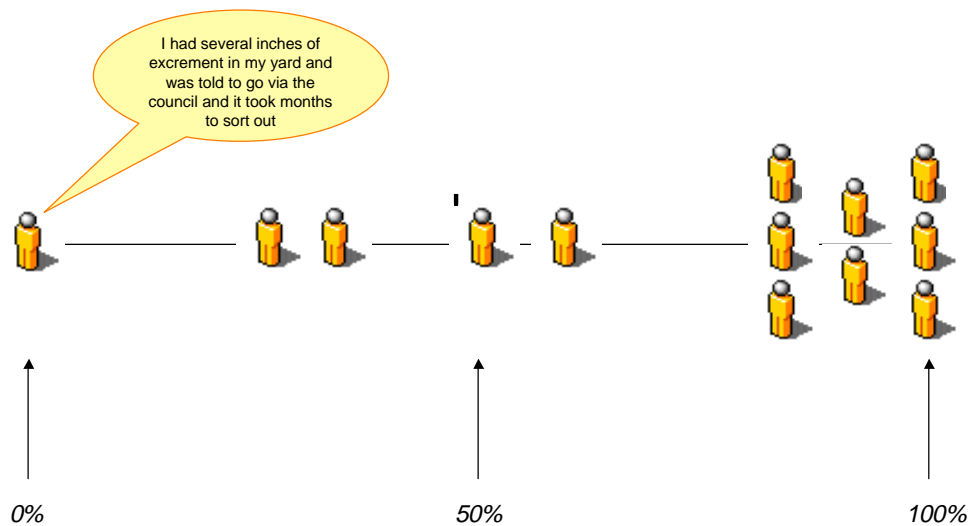 I had several inches of
excrement in my yard and
was told to go via the
council and it took months
to sort out
0%
50%
100%